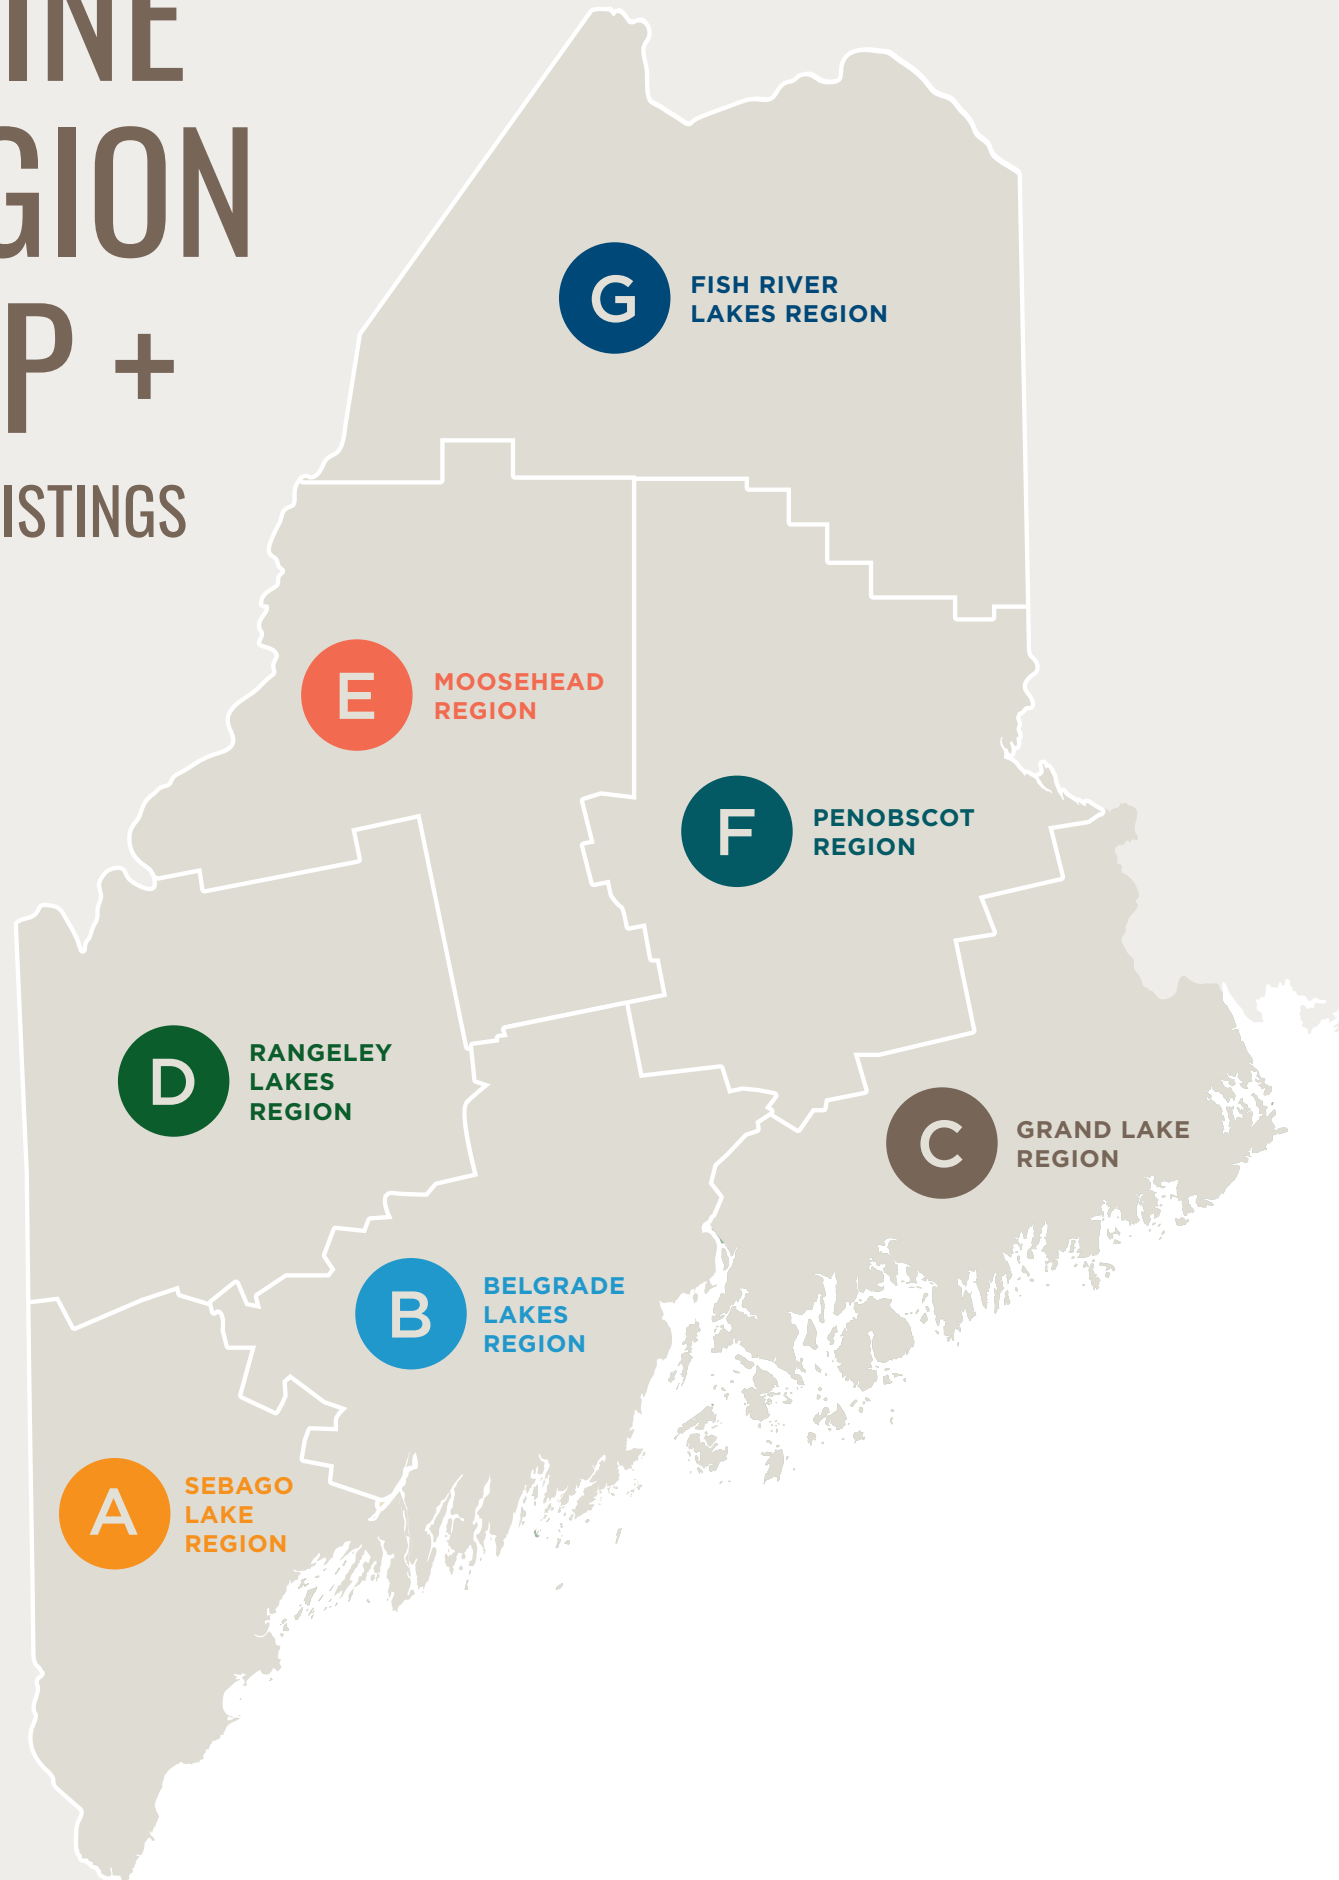 INE
GION
P +
ISTINGS
G
FISH RIVER
LAKES REGION
E
MOOSEHEAD
REGION
F
PENOBSCOT
REGION
D
RANGELEY
LAKES
REGION
C
GRAND LAKE
REGION
B
BELGRADE
LAKES
REGION
A
SEBAGO
LAKE
REGION